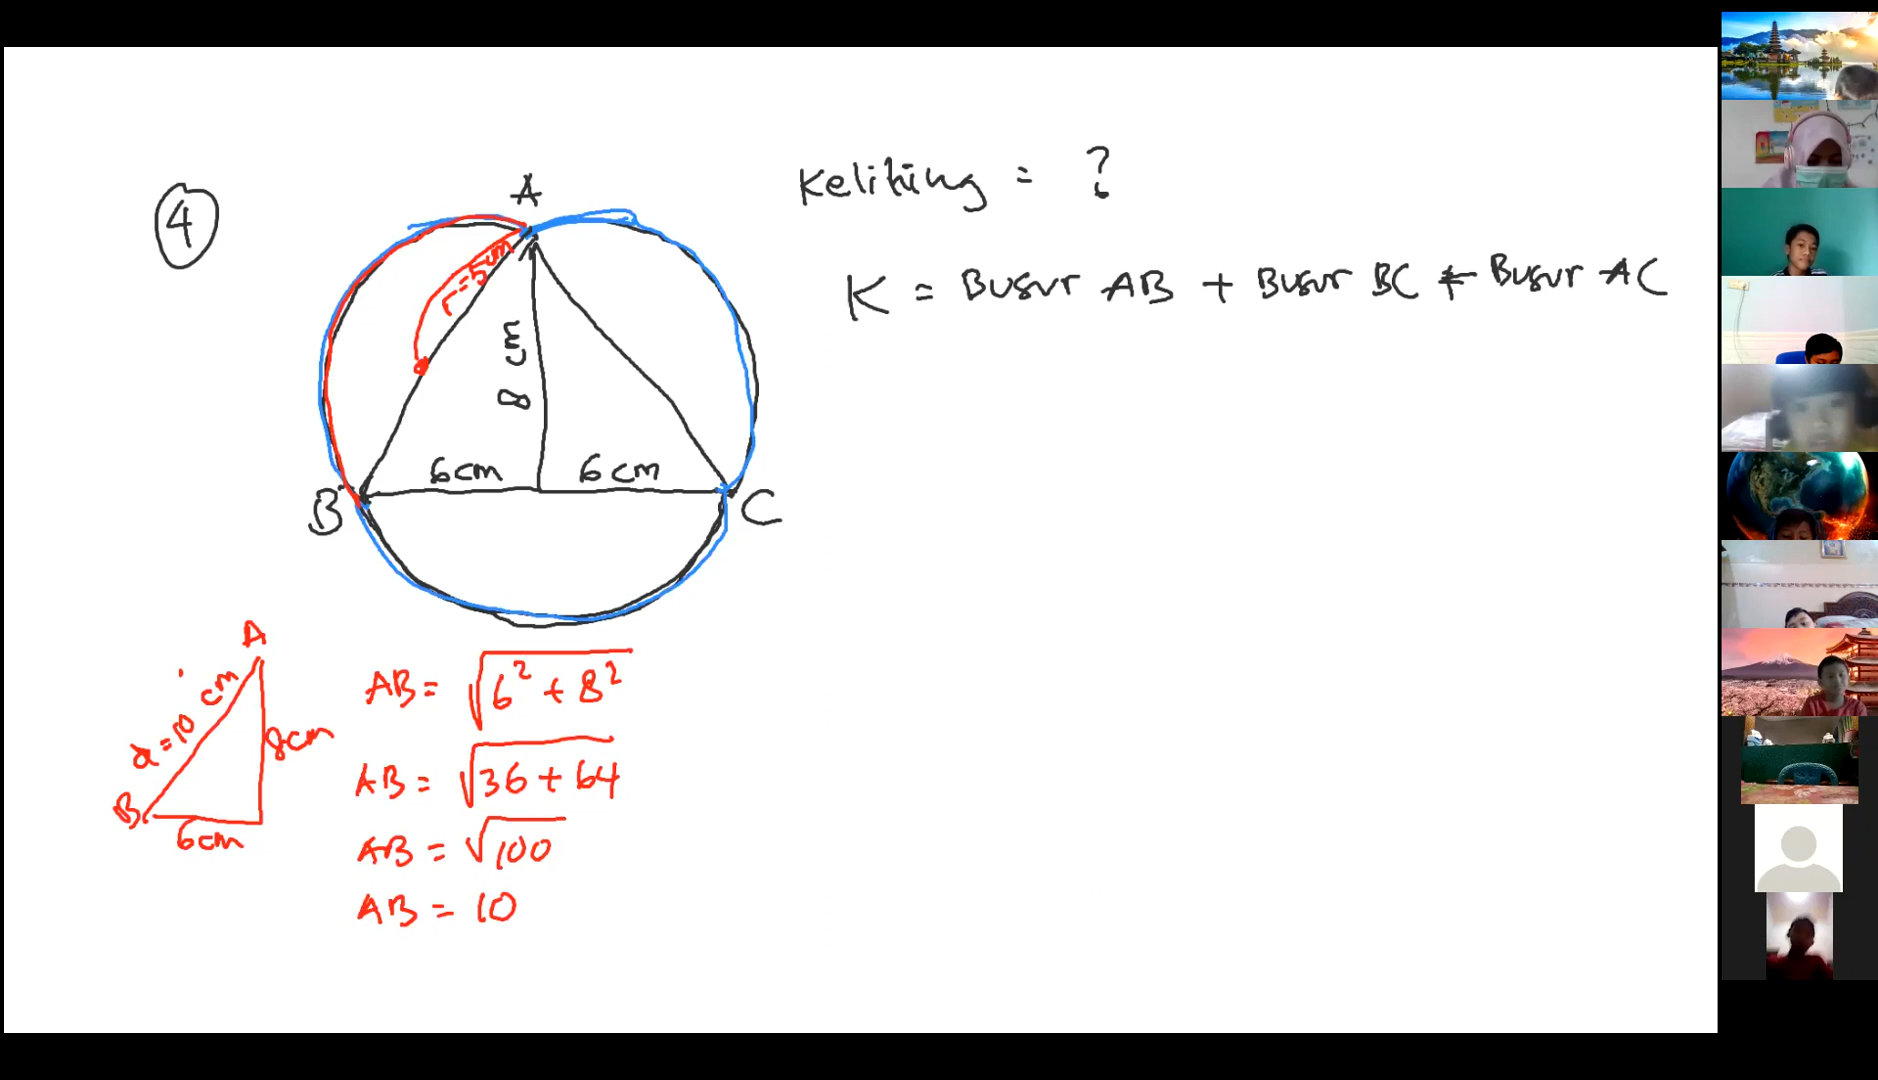 4
Keliling = ?
K = Busur AB + Busur BC + Busur AC
A
r=5cm
8 cm
6cm
6cm
B
C
A
d=10 cm
8cm
B
6cm
AB = √6² + 8²
AB = √36 + 64
AB = √100
AB = 10